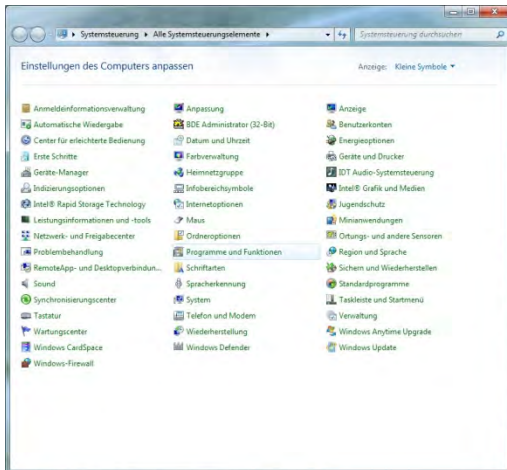 Systemsteuerung ▸ Alle Systemsteuerungselemente ▸
Systemsteuerung durchsuchen
Einstellungen des Computers anpassen
Anzeige: Kleine Symbole
Anmeldeinformationsverwaltung Anpassung Anzeige
Automatische Wiedergabe BDE Administrator (32-Bit) Benutzerkonten
Center für erleichterte Bedienung Datum und Uhrzeit Energieoptionen
Erste Schritte Farbverwaltung Geräte und Drucker
Geräte-Manager Heimnetzgruppe IDT Audio-Systemsteuerung
Indizierungsoptionen Infobereichsymbole Intel® Grafik und Medien
Intel® Rapid Storage Technology Internetoptionen Jugendschutz
Leistungsinformationen und -tools Maus Minianwendungen
Netzwerk- und Freigabecenter Ordneroptionen Ortungs- und andere Sensoren
Problembehandlung Programme und Funktionen Region und Sprache
RemoteApp- und Desktopverbindun... Schriftarten Sichern und Wiederherstellen
Sound Spracherkennung Standardprogramme
Synchronisierungscenter System Taskleiste und Startmenü
Tastatur Telefon und Modem Verwaltung
Wartungscenter Wiederherstellung Windows Anytime Upgrade
Windows CardSpace Windows Defender Windows Update
Windows-Firewall